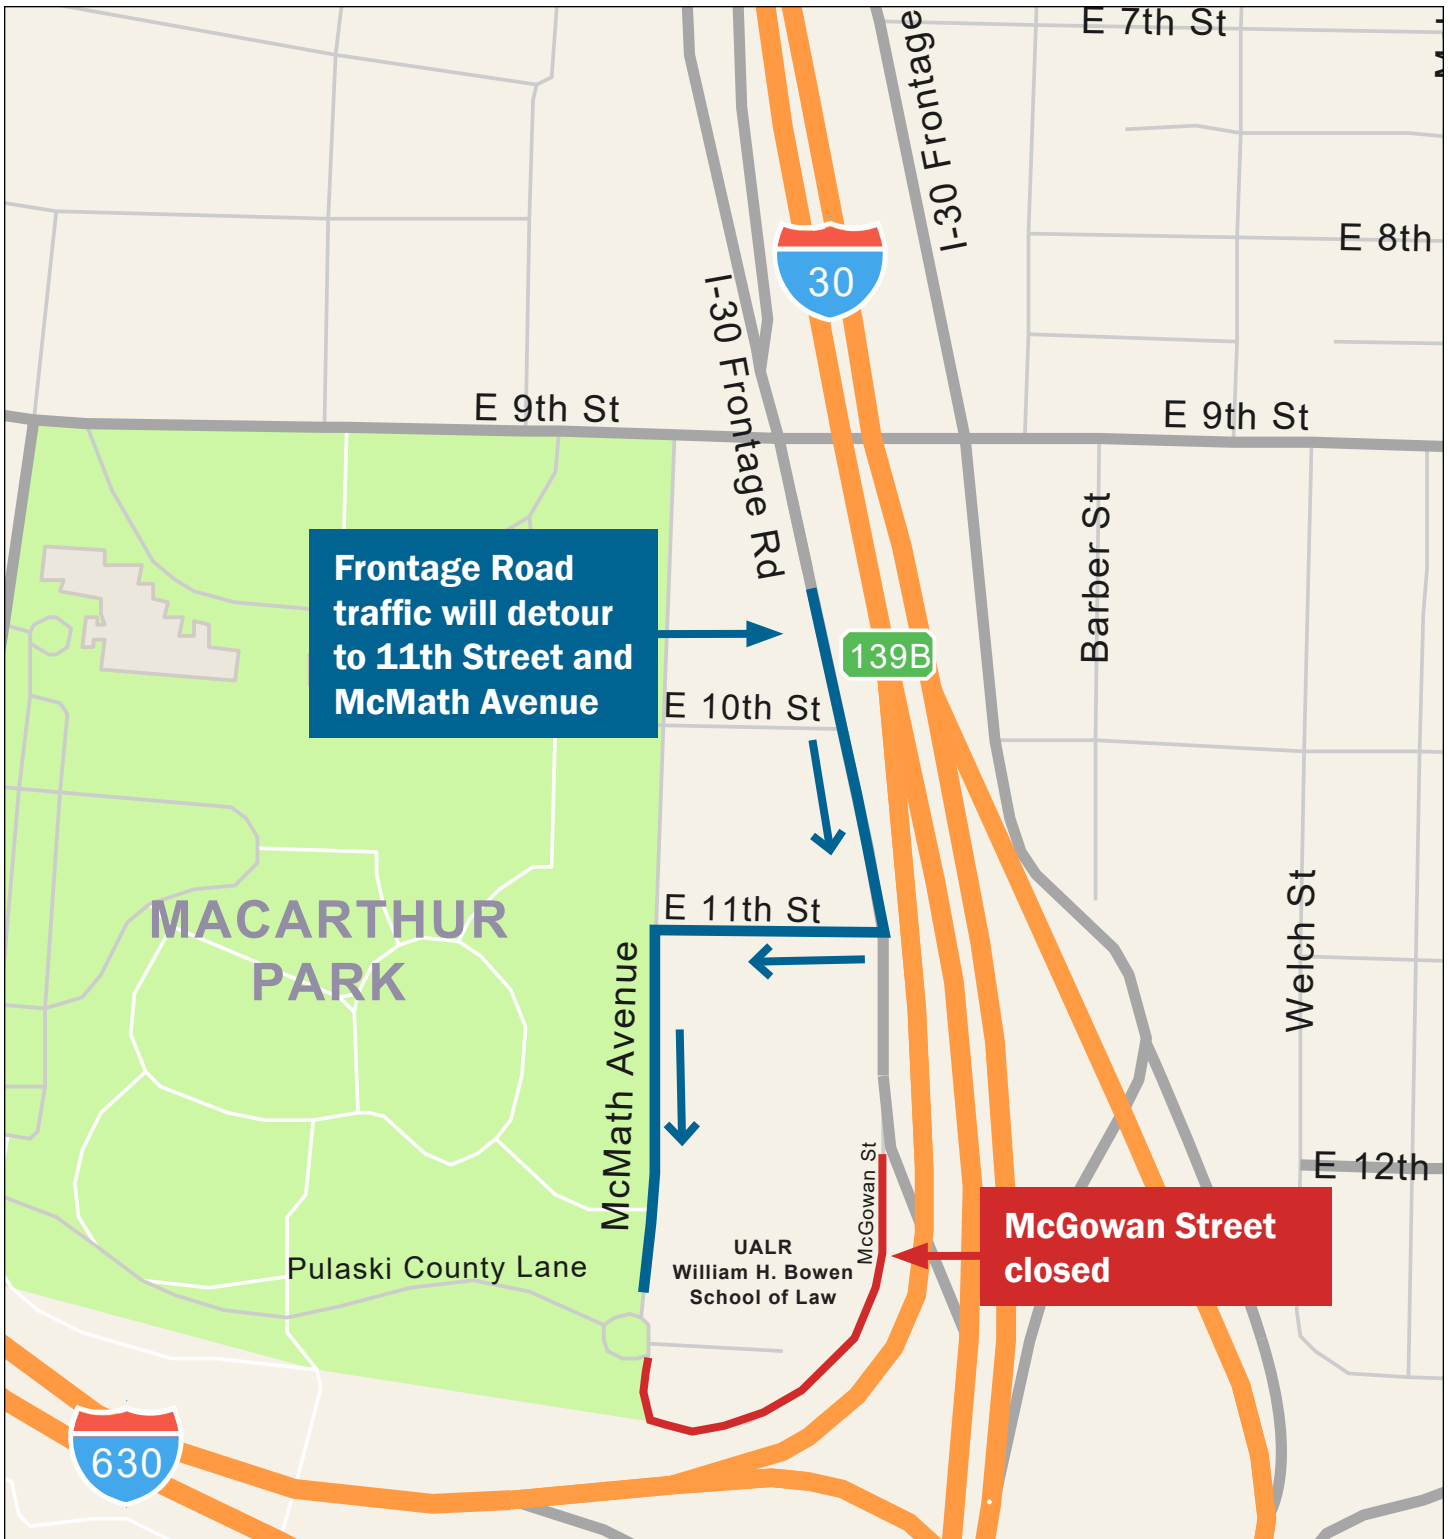 E 7th St
I-30 Frontage
E 8th
30
I-30 Frontage Rd
E 9th St
E 9th St
Barber St
Frontage Road
traffic will detour
to 11th Street and
McMath Avenue
139B
E 10th St
E 11th St
MACARTHUR
PARK
McMath Avenue
Welch St
E 12th
McGowan St
McGowan Street
closed
UALR
William H. Bowen
School of Law
Pulaski County Lane
630